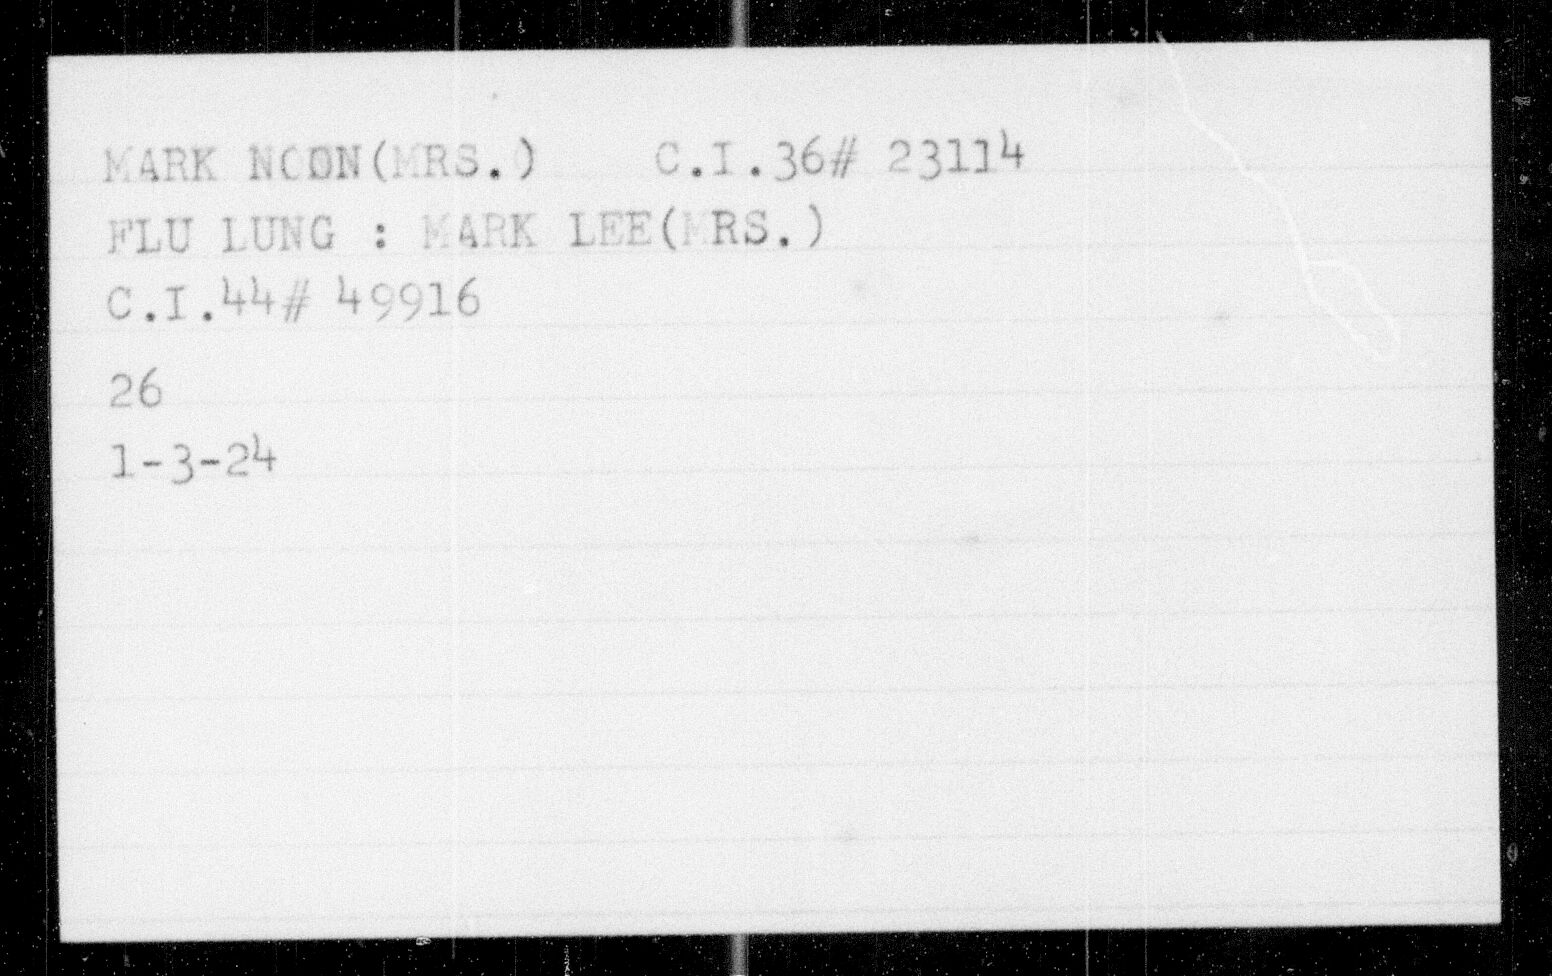 MARK NOON(MRS.) C.I.36# 23114
FLU LUNG : MARK LEE(MRS.)
C.I.44# 49916
26
1-3-24